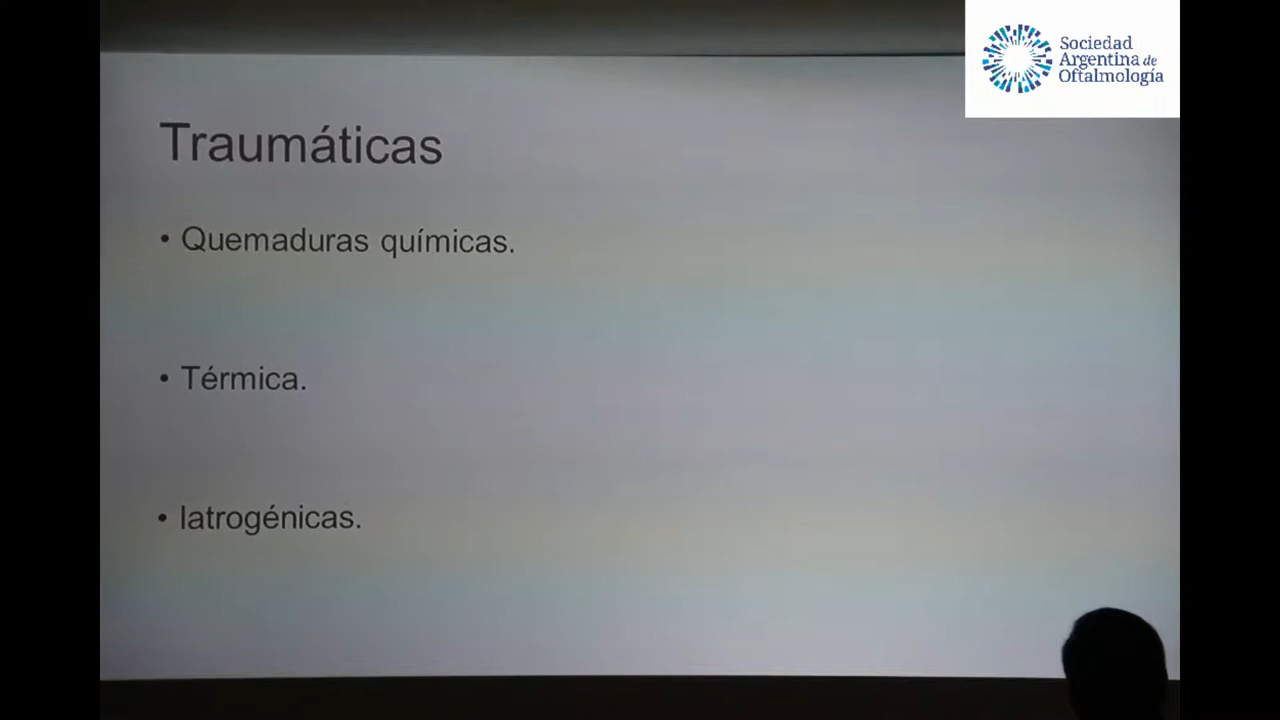 Sociedad
Argentina de
Oftalmología
Traumáticas
• Quemaduras químicas.
• Térmica.
• Iatrogénicas.